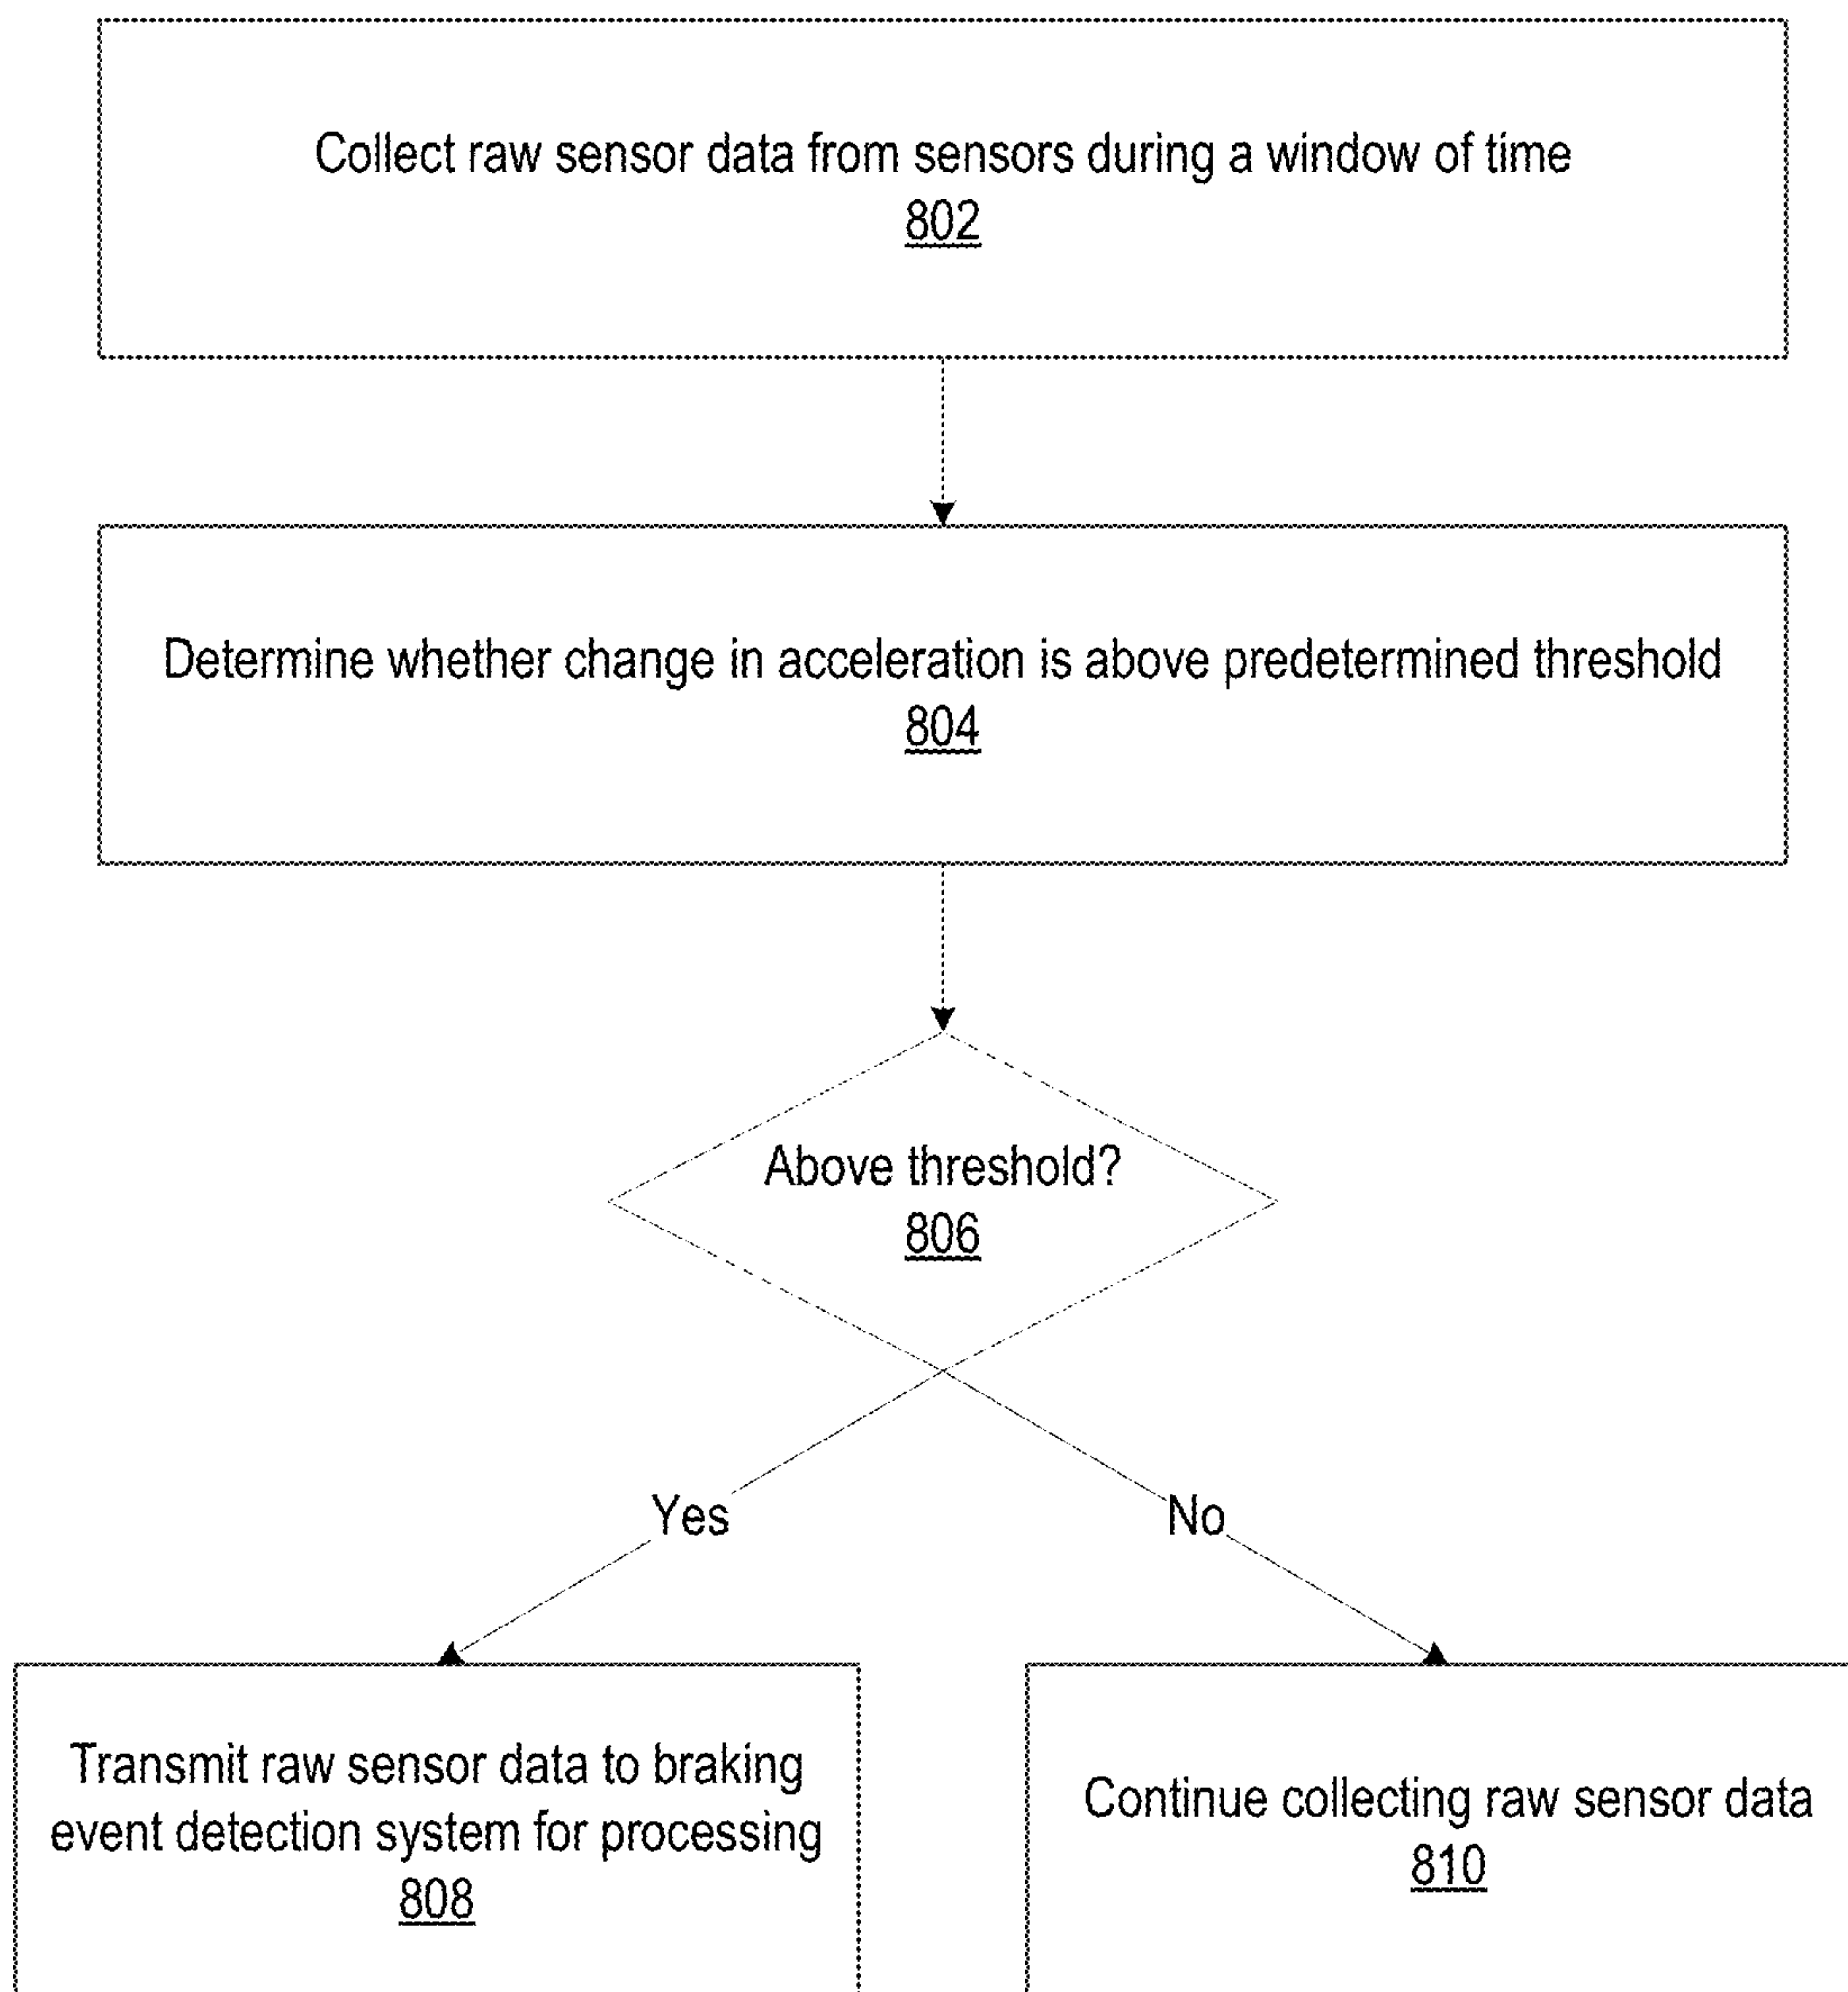 Collect raw sensor data from sensors during a window of time
802
Determine whether change in acceleration is above predetermined threshold
804
Above threshold?
806
Yes
No
Transmit raw sensor data to braking
event detection system for processing
808
Continue collecting raw sensor data
810